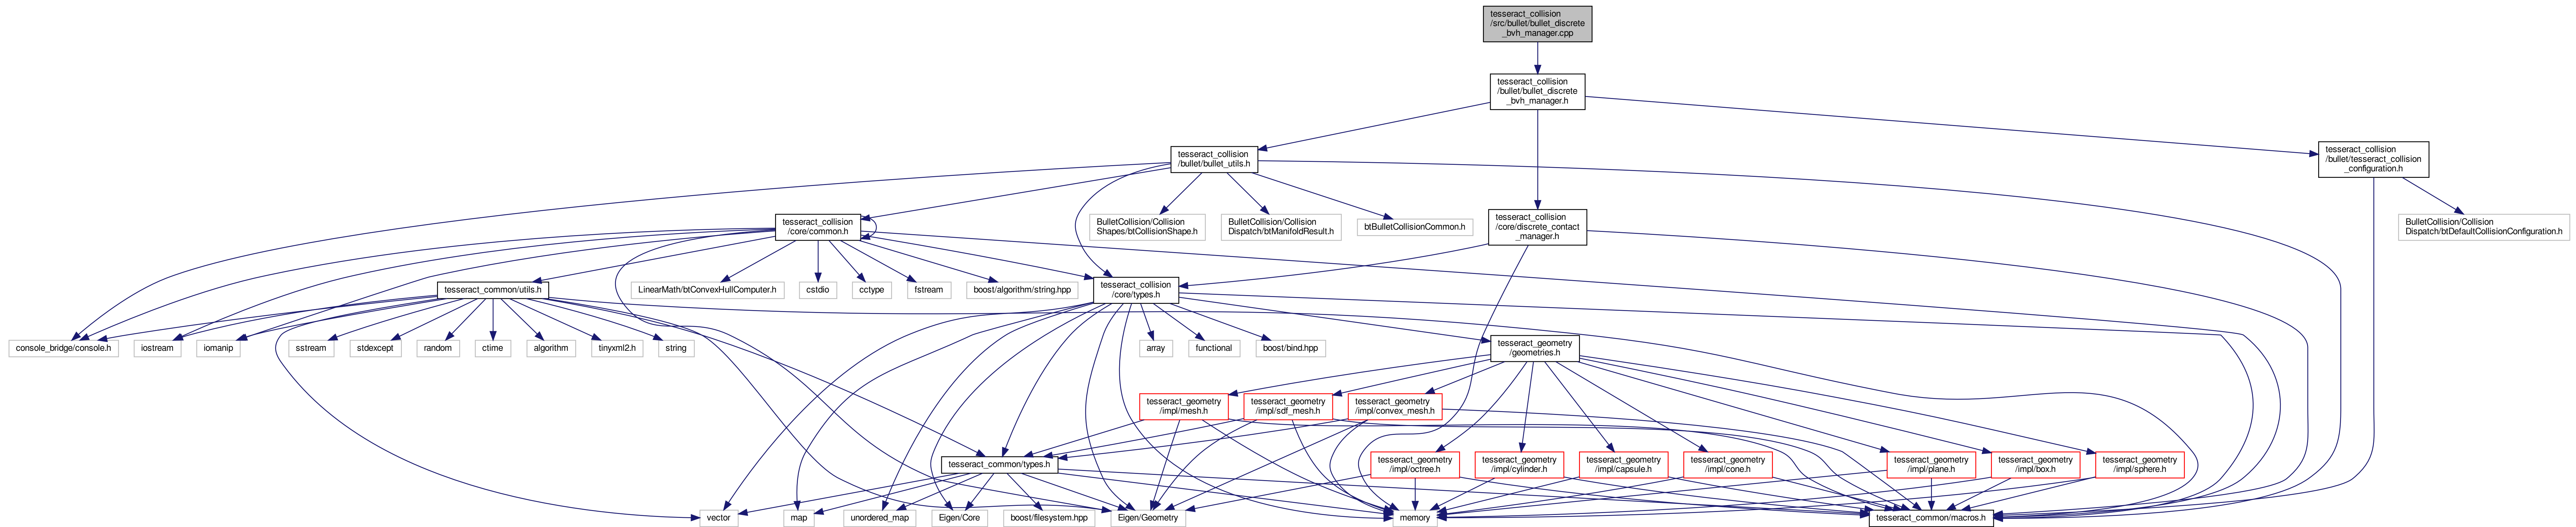 tesseract_collision
/src/bullet/bullet_discrete
_bvh_manager.cpp
tesseract_collision
/bullet/bullet_discrete
_bvh_manager.h
tesseract_collision
/bullet/bullet_utils.h
tesseract_collision
/bullet/tesseract_collision
_configuration.h
tesseract_collision
/core/common.h
BulletCollision/Collision
Shapes/btCollisionShape.h
BulletCollision/Collision
Dispatch/btManifoldResult.h
btBulletCollisionCommon.h
tesseract_collision
/core/discrete_contact
_manager.h
BulletCollision/Collision
Dispatch/btDefaultCollisionConfiguration.h
tesseract_common/utils.h
LinearMath/btConvexHullComputer.h
cstdio
cctype
fstream
boost/algorithm/string.hpp
tesseract_collision
/core/types.h
console_bridge/console.h
iostream
iomanip
sstream
stdexcept
random
ctime
algorithm
tinyxml2.h
string
array
functional
boost/bind.hpp
tesseract_geometry
/geometries.h
tesseract_geometry
/impl/mesh.h
tesseract_geometry
/impl/sdf_mesh.h
tesseract_geometry
/impl/convex_mesh.h
tesseract_common/types.h
tesseract_geometry
/impl/octree.h
tesseract_geometry
/impl/cylinder.h
tesseract_geometry
/impl/capsule.h
tesseract_geometry
/impl/cone.h
tesseract_geometry
/impl/plane.h
tesseract_geometry
/impl/box.h
tesseract_geometry
/impl/sphere.h
vector
map
unordered_map
Eigen/Core
boost/filesystem.hpp
Eigen/Geometry
memory
tesseract_common/macros.h